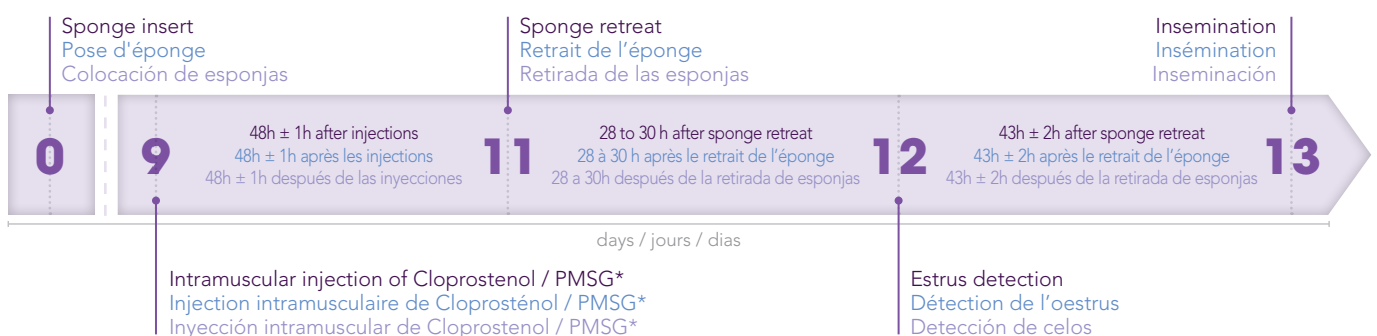 Sponge insert
Pose d'éponge
Colocación de esponjas
Sponge retreat
Retrait de l’éponge
Retirada de las esponjas
Insemination
Insémination
Inseminación
0
9
48h ± 1h after injections
48h ± 1h après les injections
48h ± 1h después de las inyecciones
11
28 to 30 h after sponge retreat
28 à 30 h après le retrait de l’éponge
28 a 30h después de la retirada de esponjas
12
43h ± 2h after sponge retreat
43h ± 2h après le retrait de l’éponge
43h ± 2h después de la retirada de esponjas
13
days / jours / dias
Intramuscular injection of Cloprostenol / PMSG*
Injection intramusculaire de Cloprosténol / PMSG*
Inyección intramuscular de Cloprostenol / PMSG*
Estrus detection
Détection de l’oestrus
Detección de celos